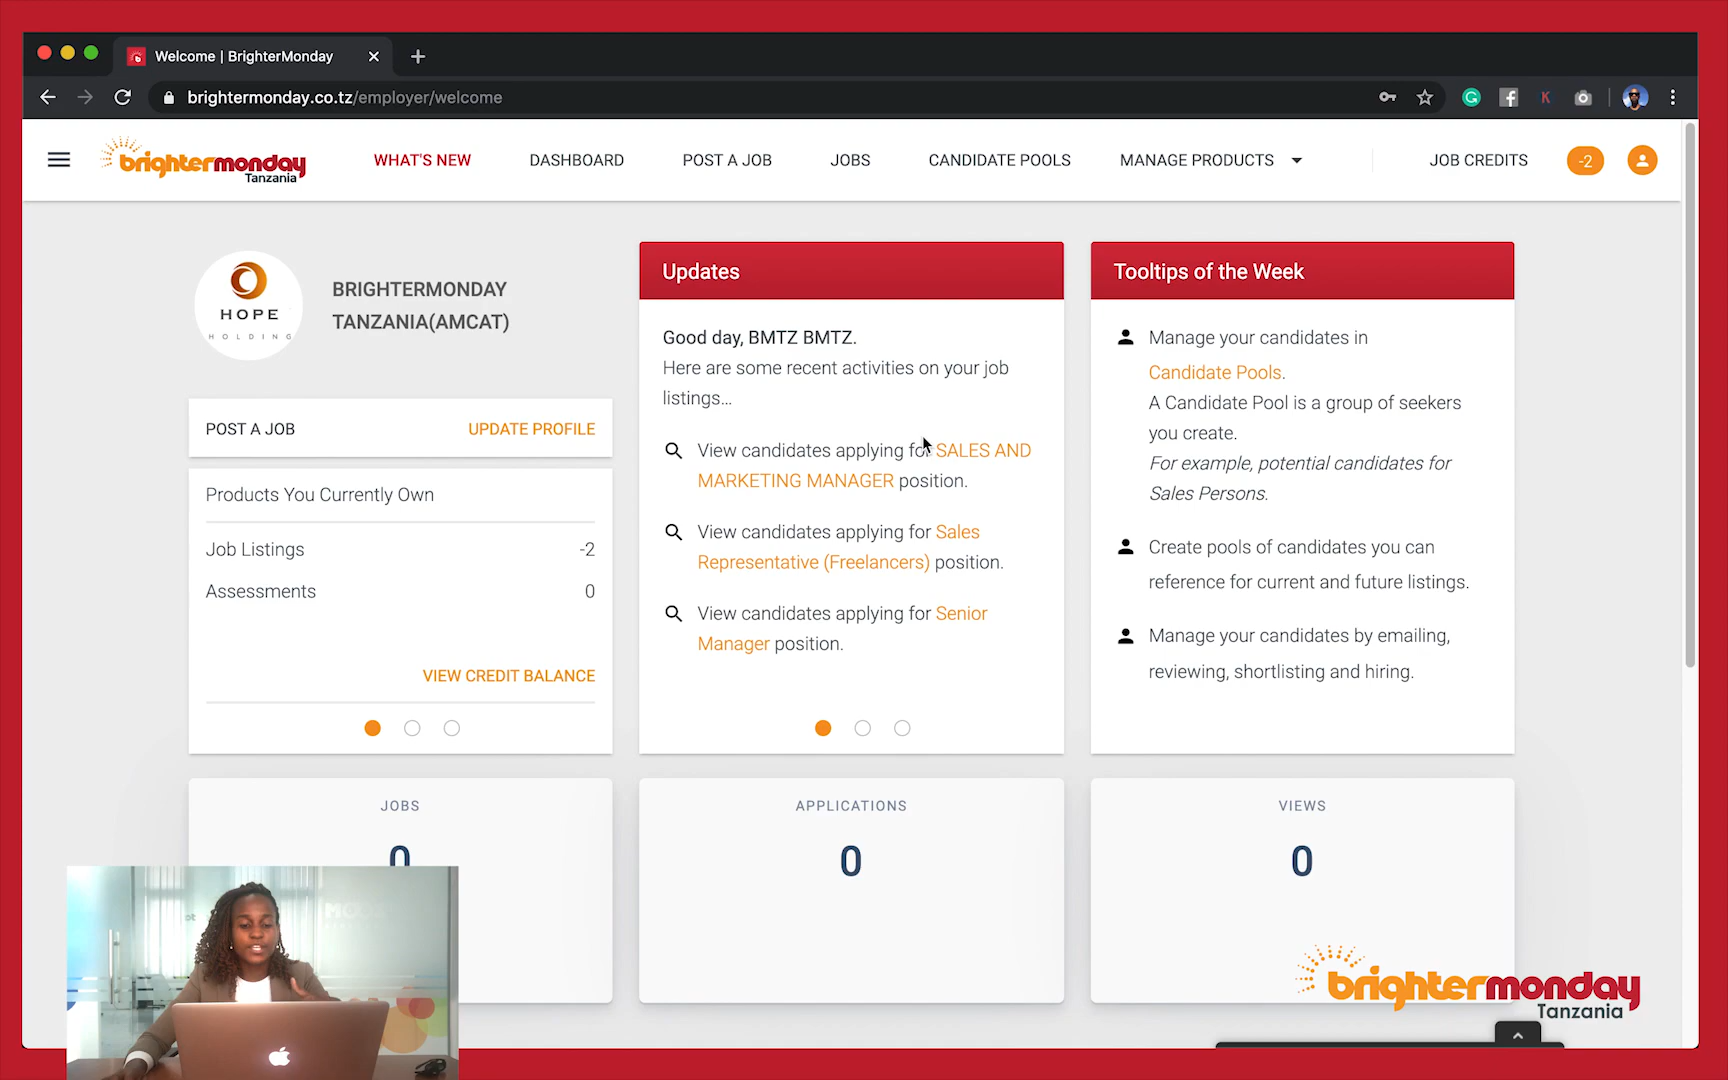 Welcome | BrighterMonday
brightermonday.co.tz/employer/welcome
brightermonday
Tanzania
WHAT'S NEW
DASHBOARD
POST A JOB
JOBS
CANDIDATE POOLS
MANAGE PRODUCTS
JOB CREDITS
-2
HOPE
HOLDING
BRIGHTERMONDAY
TANZANIA(AMCAT)
POST A JOB
UPDATE PROFILE
Products You Currently Own
Job Listings
-2
Assessments
0
VIEW CREDIT BALANCE
Updates
Good day, BMTZ BMTZ.
Here are some recent activities on your job
listings...
View candidates applying for SALES AND
MARKETING MANAGER position.
View candidates applying for Sales
Representative (Freelancers) position.
View candidates applying for Senior
Manager position.
Tooltips of the Week
Manage your candidates in
Candidate Pools.
A Candidate Pool is a group of seekers
you create.
For example, potential candidates for
Sales Persons.
Create pools of candidates you can
reference for current and future listings.
Manage your candidates by emailing,
reviewing, shortlisting and hiring.
JOBS
0
APPLICATIONS
0
VIEWS
0
brightermonday
Tanzania